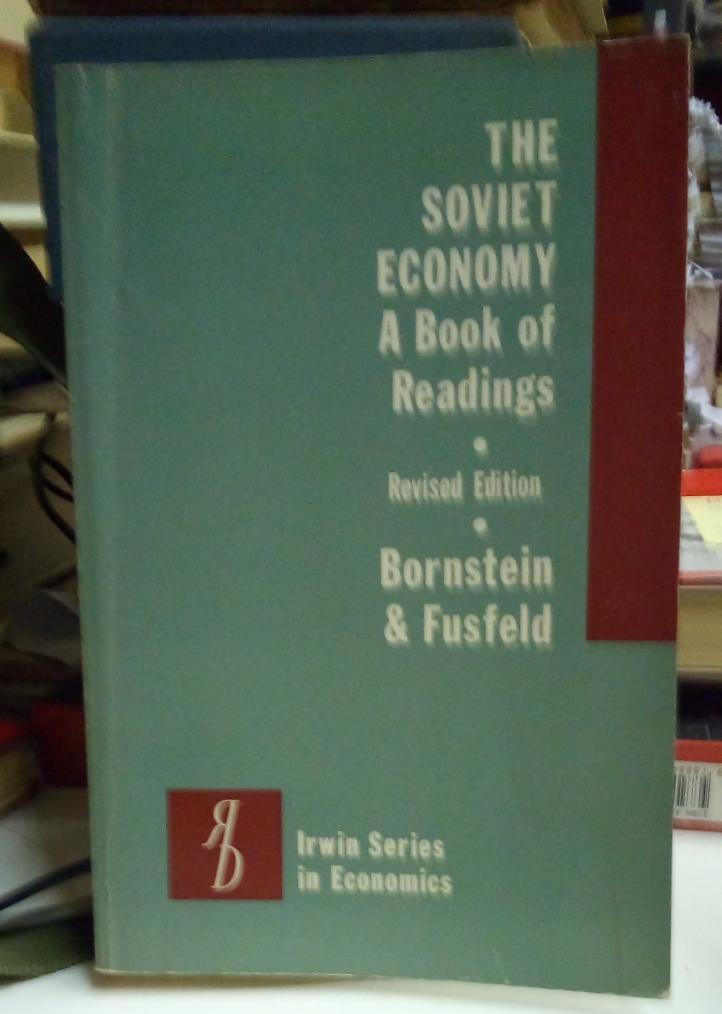 THE
SOVIET
ECONOMY
A Book of
Readings
•
Revised Edition
•
Bornstein
& Fusfeld
Irwin Series
in Economics